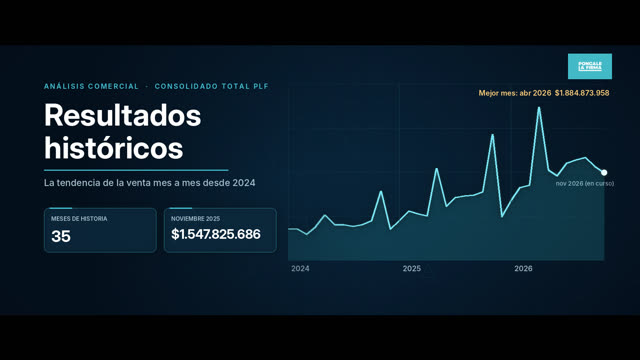 PONGALE
LA FIRMA
ANÁLISIS COMERCIAL · CONSOLIDADO TOTAL PLF
Resultados
históricos
La tendencia de la venta mes a mes desde 2024
MESES DE HISTORIA
35
NOVIEMBRE 2025
$1.547.825.686
Mejor mes: abr 2026 $1.884.873.958
nov 2026 (en curso)
2024
2025
2026